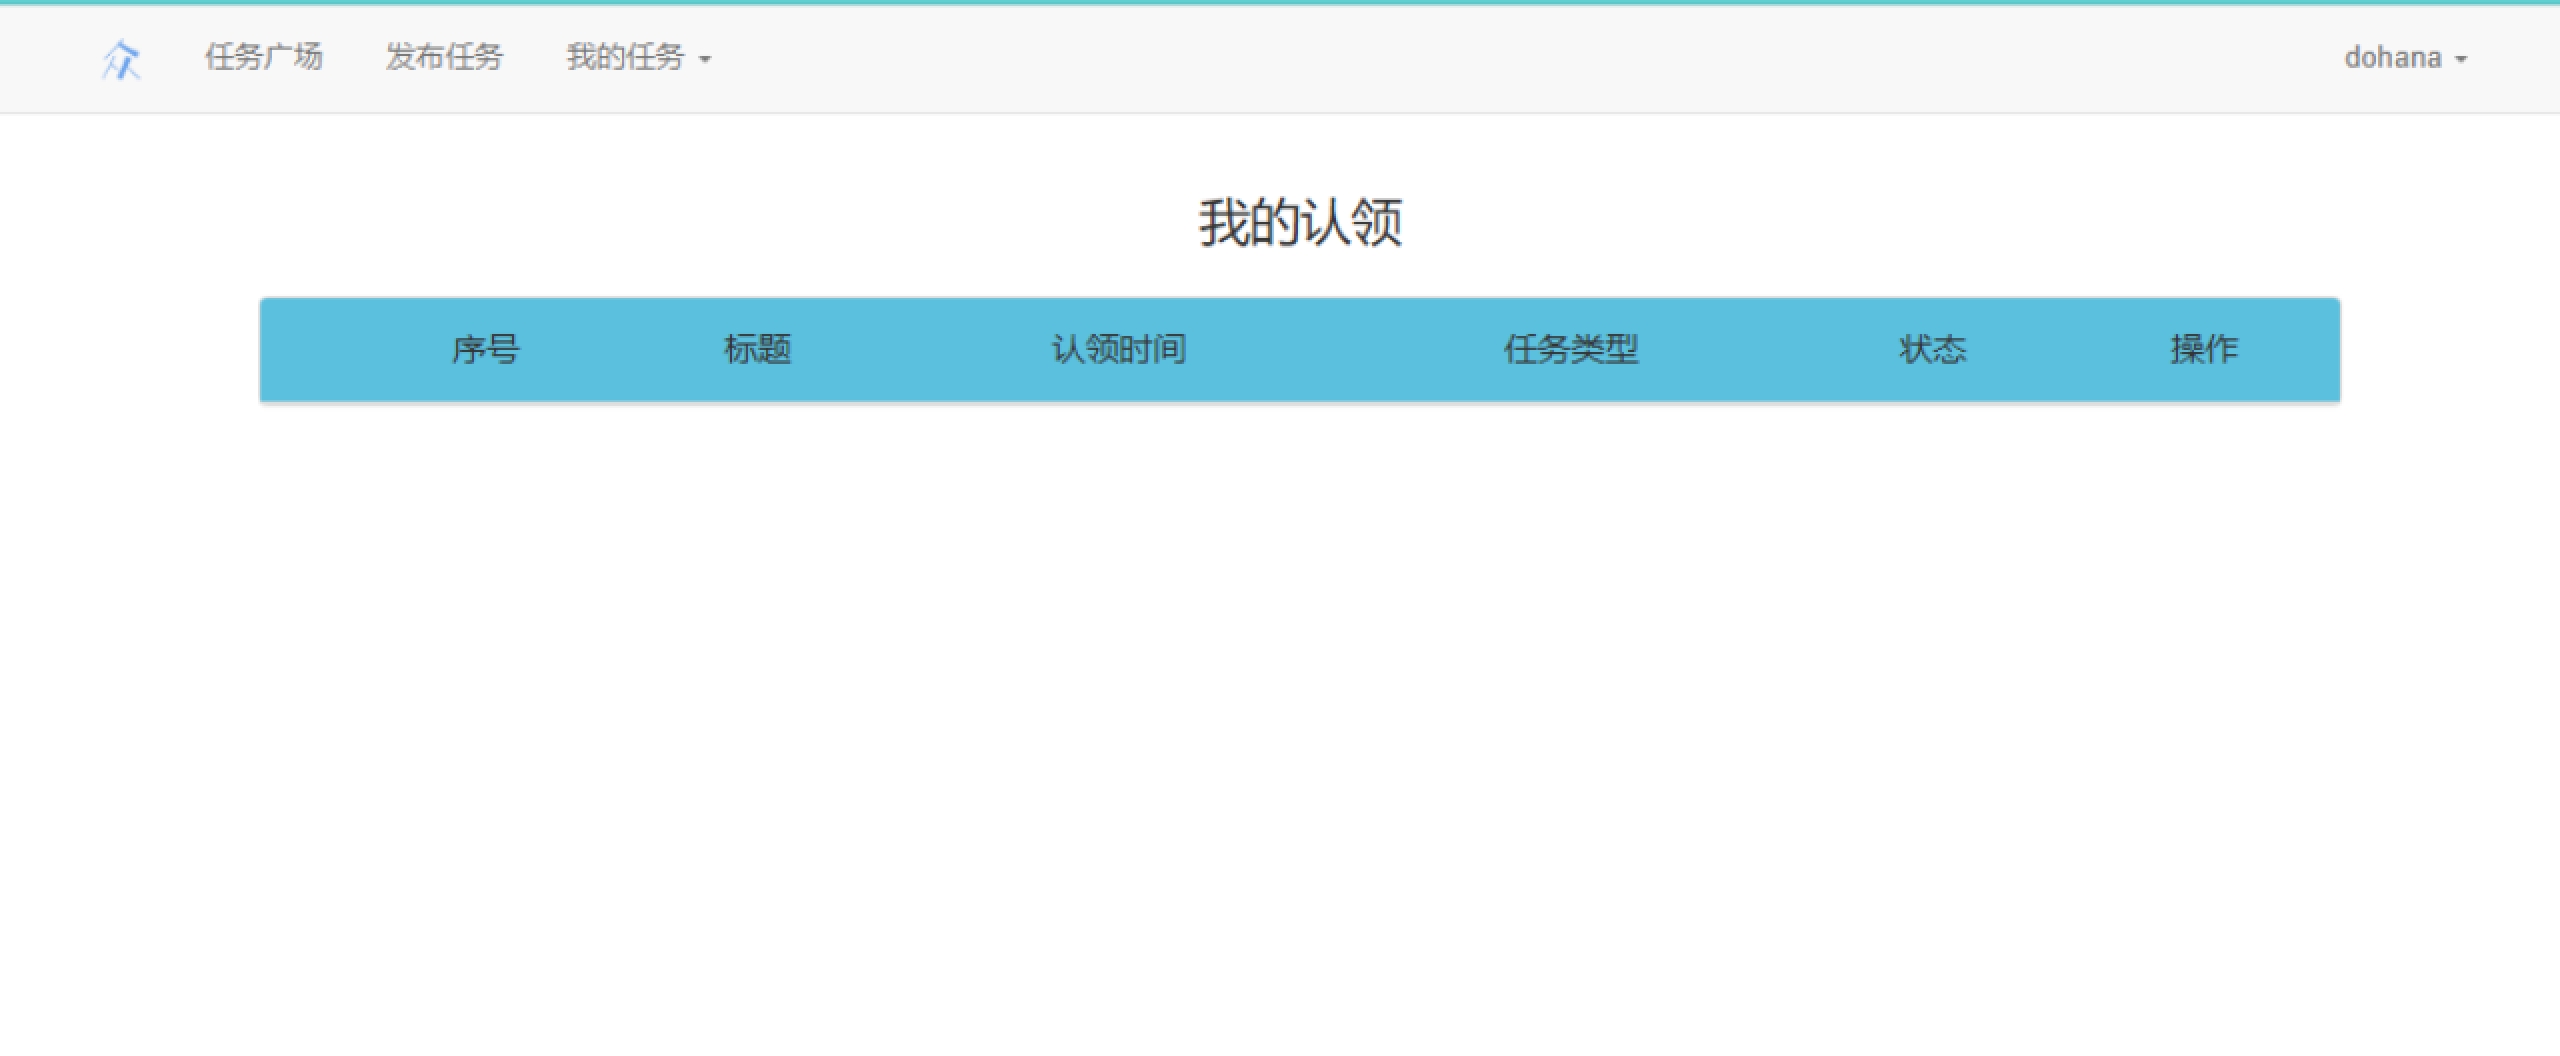 众 任务广场 发布任务 我的任务 dohana
我的认领
序号 标题 认领时间 任务类型 状态 操作